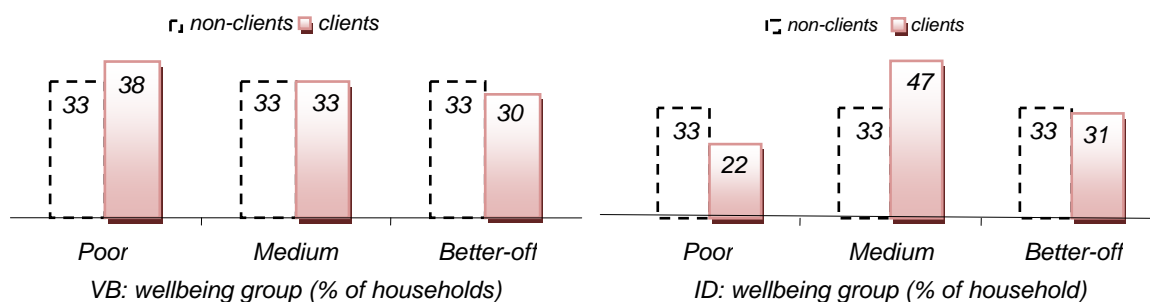 non-clients clients
33 38 33 33 33 30
Poor Medium Better-off
VB: wellbeing group (% of households)
non-clients clients
33 22 33 47 33 31
Poor Medium Better-off
ID: wellbeing group (% of household)